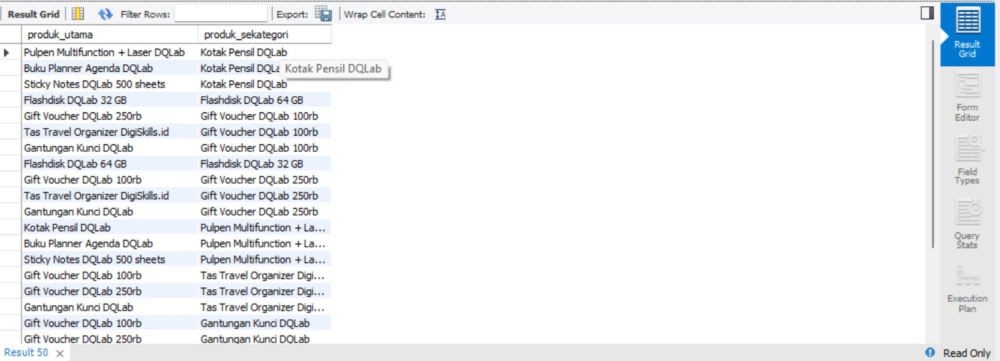 Result Grid Filter Rows: Export: Wrap Cell Content: IA
produk_utama produk_sekategori
Pulpen Multifunction + Laser DQLab Kotak Pensil DQLab
Buku Planner Agenda DQLab Kotak Pensil DQLa Kotak Pensil DQLab
Sticky Notes DQLab 500 sheets Kotak Pensil DQLab
Flashdisk DQLab 32 GB Flashdisk DQLab 64 GB
Gift Voucher DQLab 250rb Gift Voucher DQLab 100rb
Tas Travel Organizer DigiSkills.id Gift Voucher DQLab 100rb
Gantungan Kunci DQLab Gift Voucher DQLab 100rb
Flashdisk DQLab 64 GB Flashdisk DQLab 32 GB
Gift Voucher DQLab 100rb Gift Voucher DQLab 250rb
Tas Travel Organizer DigiSkills.id Gift Voucher DQLab 250rb
Gantungan Kunci DQLab Gift Voucher DQLab 250rb
Kotak Pensil DQLab Pulpen Multifunction + La...
Buku Planner Agenda DQLab Pulpen Multifunction + La...
Sticky Notes DQLab 500 sheets Pulpen Multifunction + La...
Gift Voucher DQLab 100rb Tas Travel Organizer Digi...
Gift Voucher DQLab 250rb Tas Travel Organizer Digi...
Gantungan Kunci DQLab Tas Travel Organizer Digi...
Gift Voucher DQLab 100rb Gantungan Kunci DQLab
Gift Voucher DQLab 250rb Gantungan Kunci DQLab
Result 50
Result
Grid
Form
Editor
Field
Types
Query
Stats
Execution
Plan
Read Only